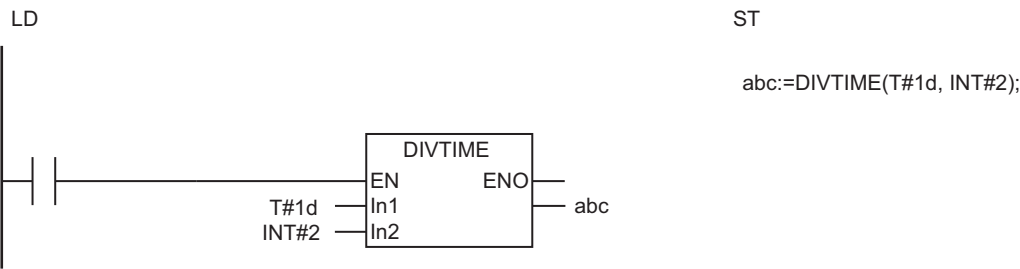 LD
ST
abc:=DIVTIME(T#1d, INT#2);
DIVTIME
EN ENO
T#1d In1 abc
INT#2 In2